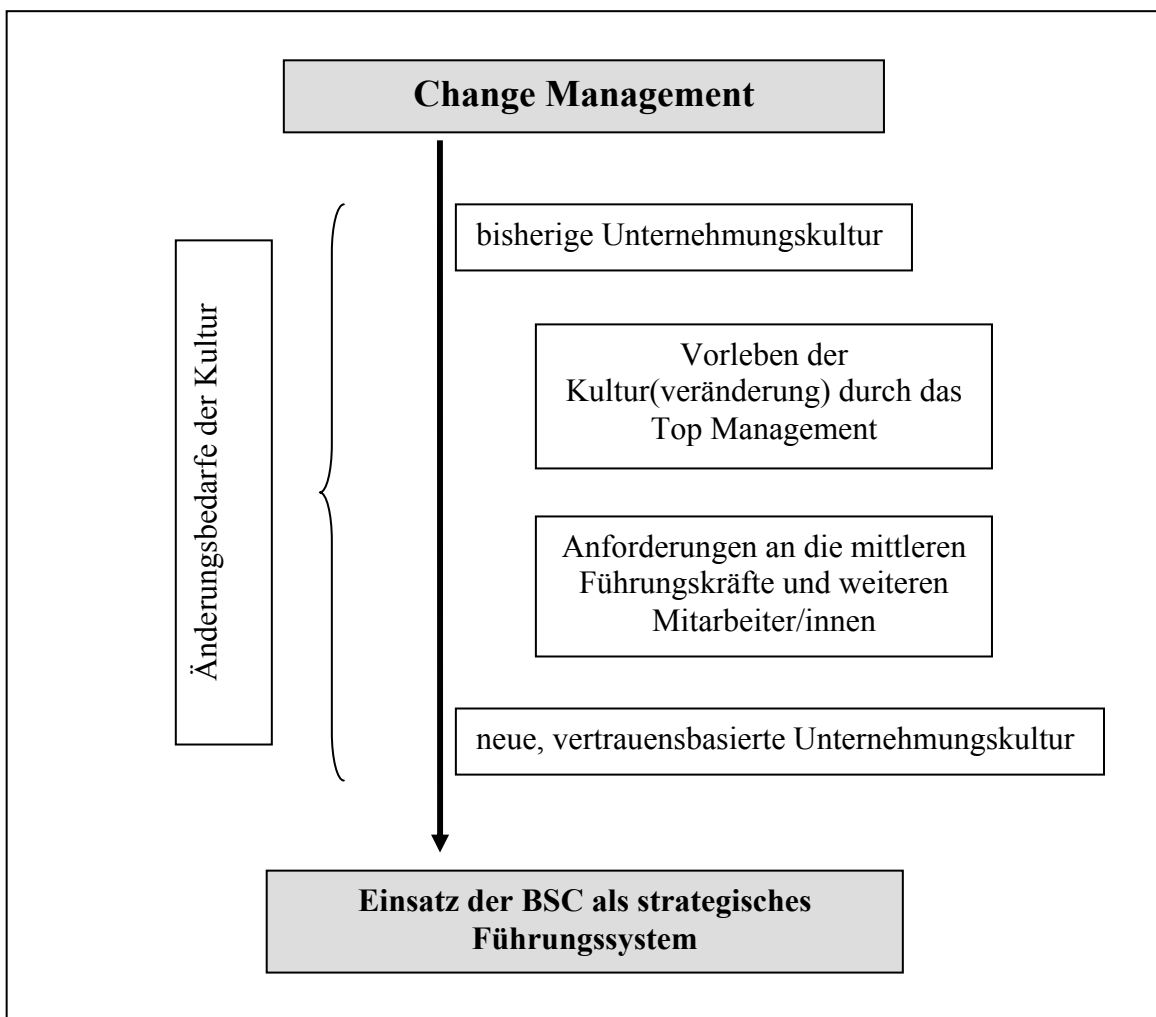 Change Management
bisherige Unternehmungskultur
Änderungsbedarfe der Kultur
Vorleben der
Kultur(veränderung) durch das
Top Management
Anforderungen an die mittleren
Führungskräfte und weiteren
Mitarbeiter/innen
neue, vertrauensbasierte Unternehmungskultur
Einsatz der BSC als strategisches
Führungssystem